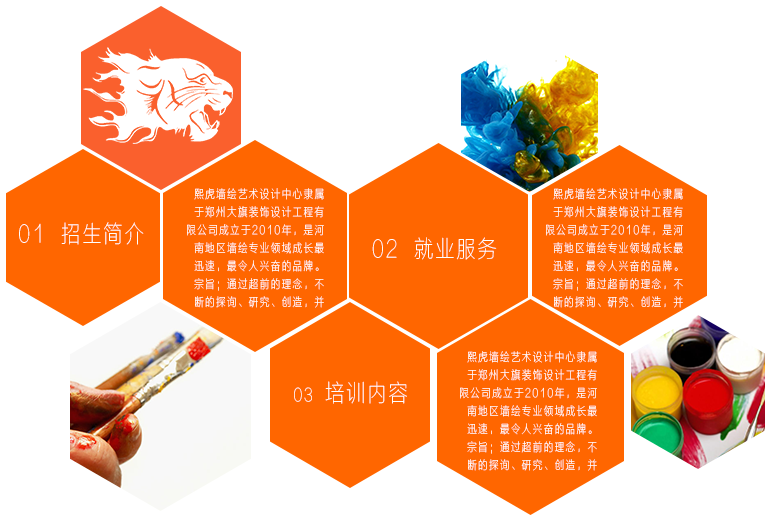 01 招生简介
熙虎墙绘艺术设计中心隶属
于郑州大旗装饰设计工程有
限公司成立于2010年，是河
南地区墙绘专业领域成长最
迅速，最令人兴奋的品牌。
宗旨；通过超前的理念，不
断的探询、研究、创造，并
02 就业服务
熙虎墙绘艺术设计中心隶属
于郑州大旗装饰设计工程有
限公司成立于2010年，是河
南地区墙绘专业领域成长最
迅速，最令人兴奋的品牌。
宗旨；通过超前的理念，不
断的探询、研究、创造，并
03 培训内容
熙虎墙绘艺术设计中心隶属
于郑州大旗装饰设计工程有
限公司成立于2010年，是河
南地区墙绘专业领域成长最
迅速，最令人兴奋的品牌。
宗旨；通过超前的理念，不
断的探询、研究、创造，并